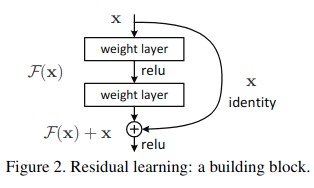 x
weight layer
F(x)
relu
weight layer
x
identity
F(x) + x
+
relu
Figure 2. Residual learning: a building block.